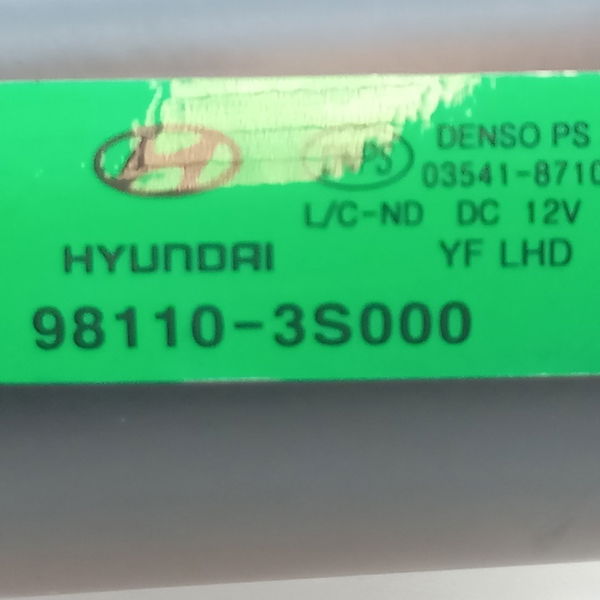 DENSO PS
03541-8710
L/C-ND DC 12V
HYUNDAI YF LHD
98110-3S000